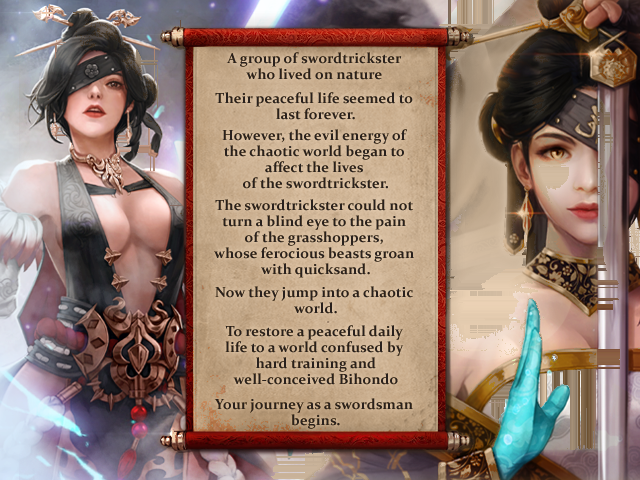 A group of swordtrickster
who lived on nature
Their peaceful life seemed to
last forever.
However, the evil energy of
the chaotic world began to
affect the lives
of the swordtrickster.
The swordtrickster could not
turn a blind eye to the pain
of the grasshoppers,
whose ferocious beasts groan
with quicksand.
Now they jump into a chaotic
world.
To restore a peaceful daily
life to a world confused by
hard training and
well-conceived Bihondo
Your journey as a swordsman
begins.